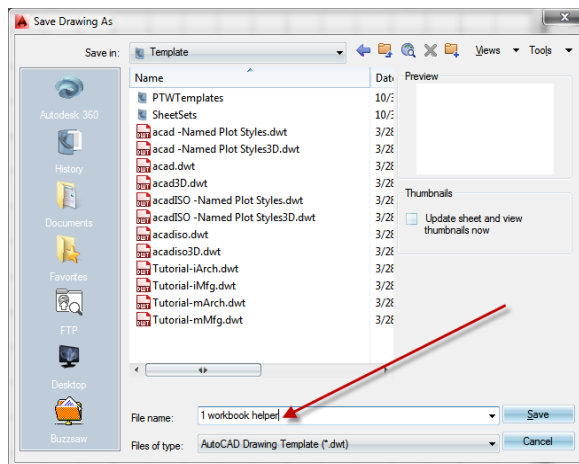 Save Drawing As
Save in: Template Views Tools
Name Date
Preview
PTWTemplates 10/3
SheetSets 10/3
acad -Named Plot Styles.dwt 3/28
acad -Named Plot Styles3D.dwt 3/28
acad.dwt 3/28
acad3D.dwt 3/28
acadISO -Named Plot Styles.dwt 3/28
acadISO -Named Plot Styles3D.dwt 3/28
acadiso.dwt 3/28
acadiso3D.dwt 3/28
Tutorial-iArch.dwt 3/28
Tutorial-iMfg.dwt 3/28
Tutorial-mArch.dwt 3/28
Tutorial-mMfg.dwt 3/28
Autodesk 360
History
Documents
Favorites
FTP
Desktop
Buzzsaw
Thumbnails
Update sheet and view
thumbnails now
File name: 1 workbook helper Save
Files of type: AutoCAD Drawing Template (*.dwt) Cancel